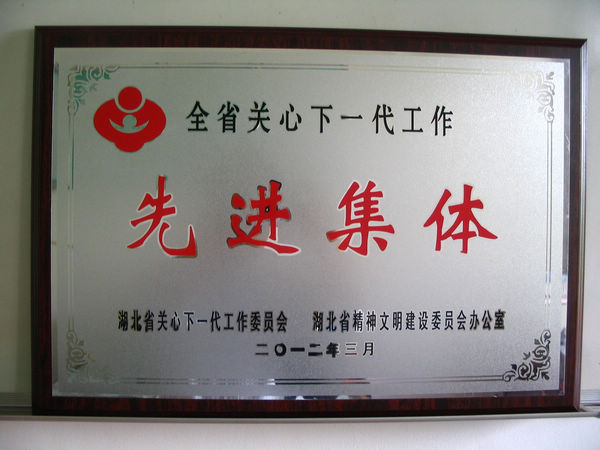 全省关心下一代工作
先进集体
湖北省关心下一代工作委员会 湖北省精神文明建设委员会办公室
二〇一二年三月